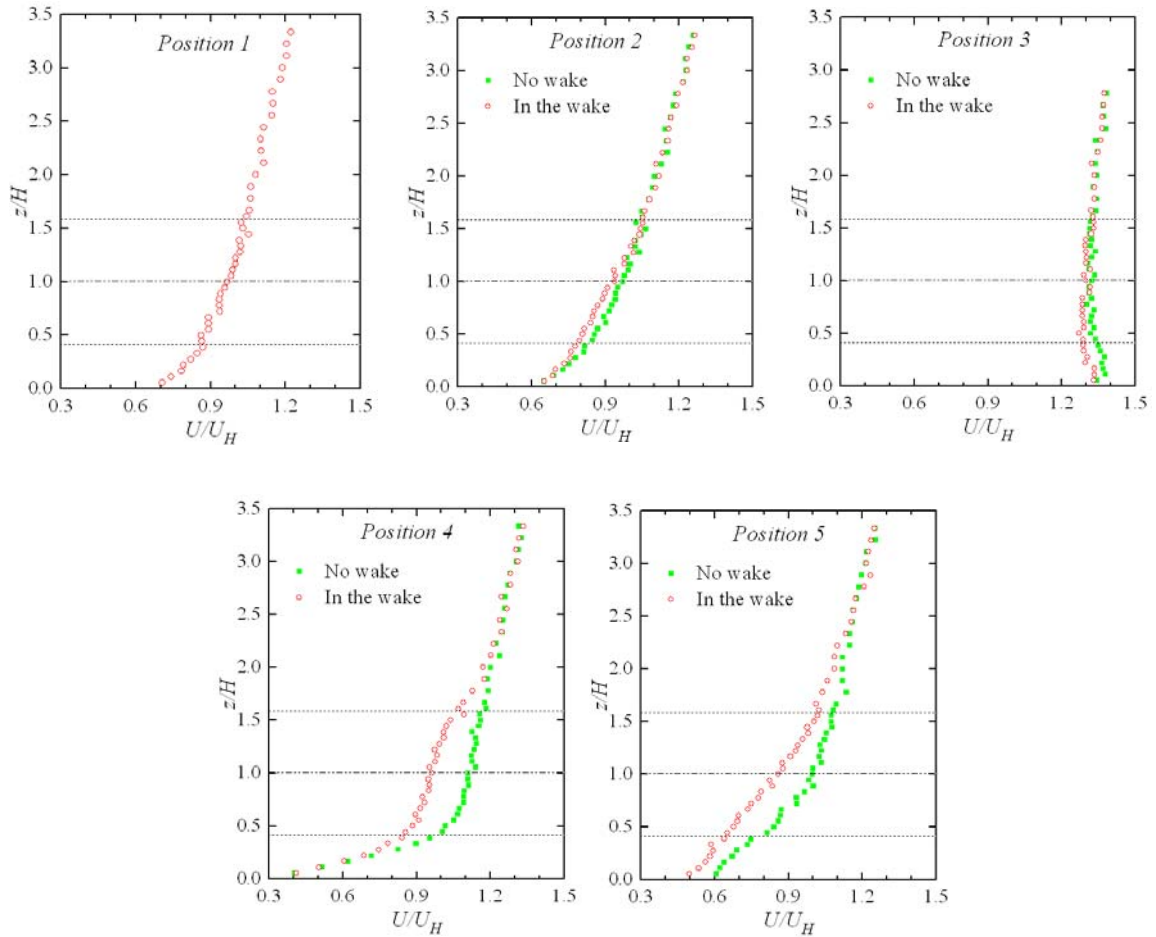 Position 1
3.5
3.0
2.5
2.0
1.5
1.0
0.5
0.0
z/H
0.3
0.6
0.9
1.2
1.5
U/U_H
Position 2
No wake
In the wake
3.5
3.0
2.5
2.0
1.5
1.0
0.5
0.0
z/H
0.3
0.6
0.9
1.2
1.5
U/U_H
Position 3
No wake
In the wake
3.5
3.0
2.5
2.0
1.5
1.0
0.5
0.0
z/H
0.3
0.6
0.9
1.2
1.5
U/U_H
Position 4
No wake
In the wake
3.5
3.0
2.5
2.0
1.5
1.0
0.5
0.0
z/H
0.3
0.6
0.9
1.2
1.5
U/U_H
Position 5
No wake
In the wake
3.5
3.0
2.5
2.0
1.5
1.0
0.5
0.0
z/H
0.3
0.6
0.9
1.2
1.5
U/U_H